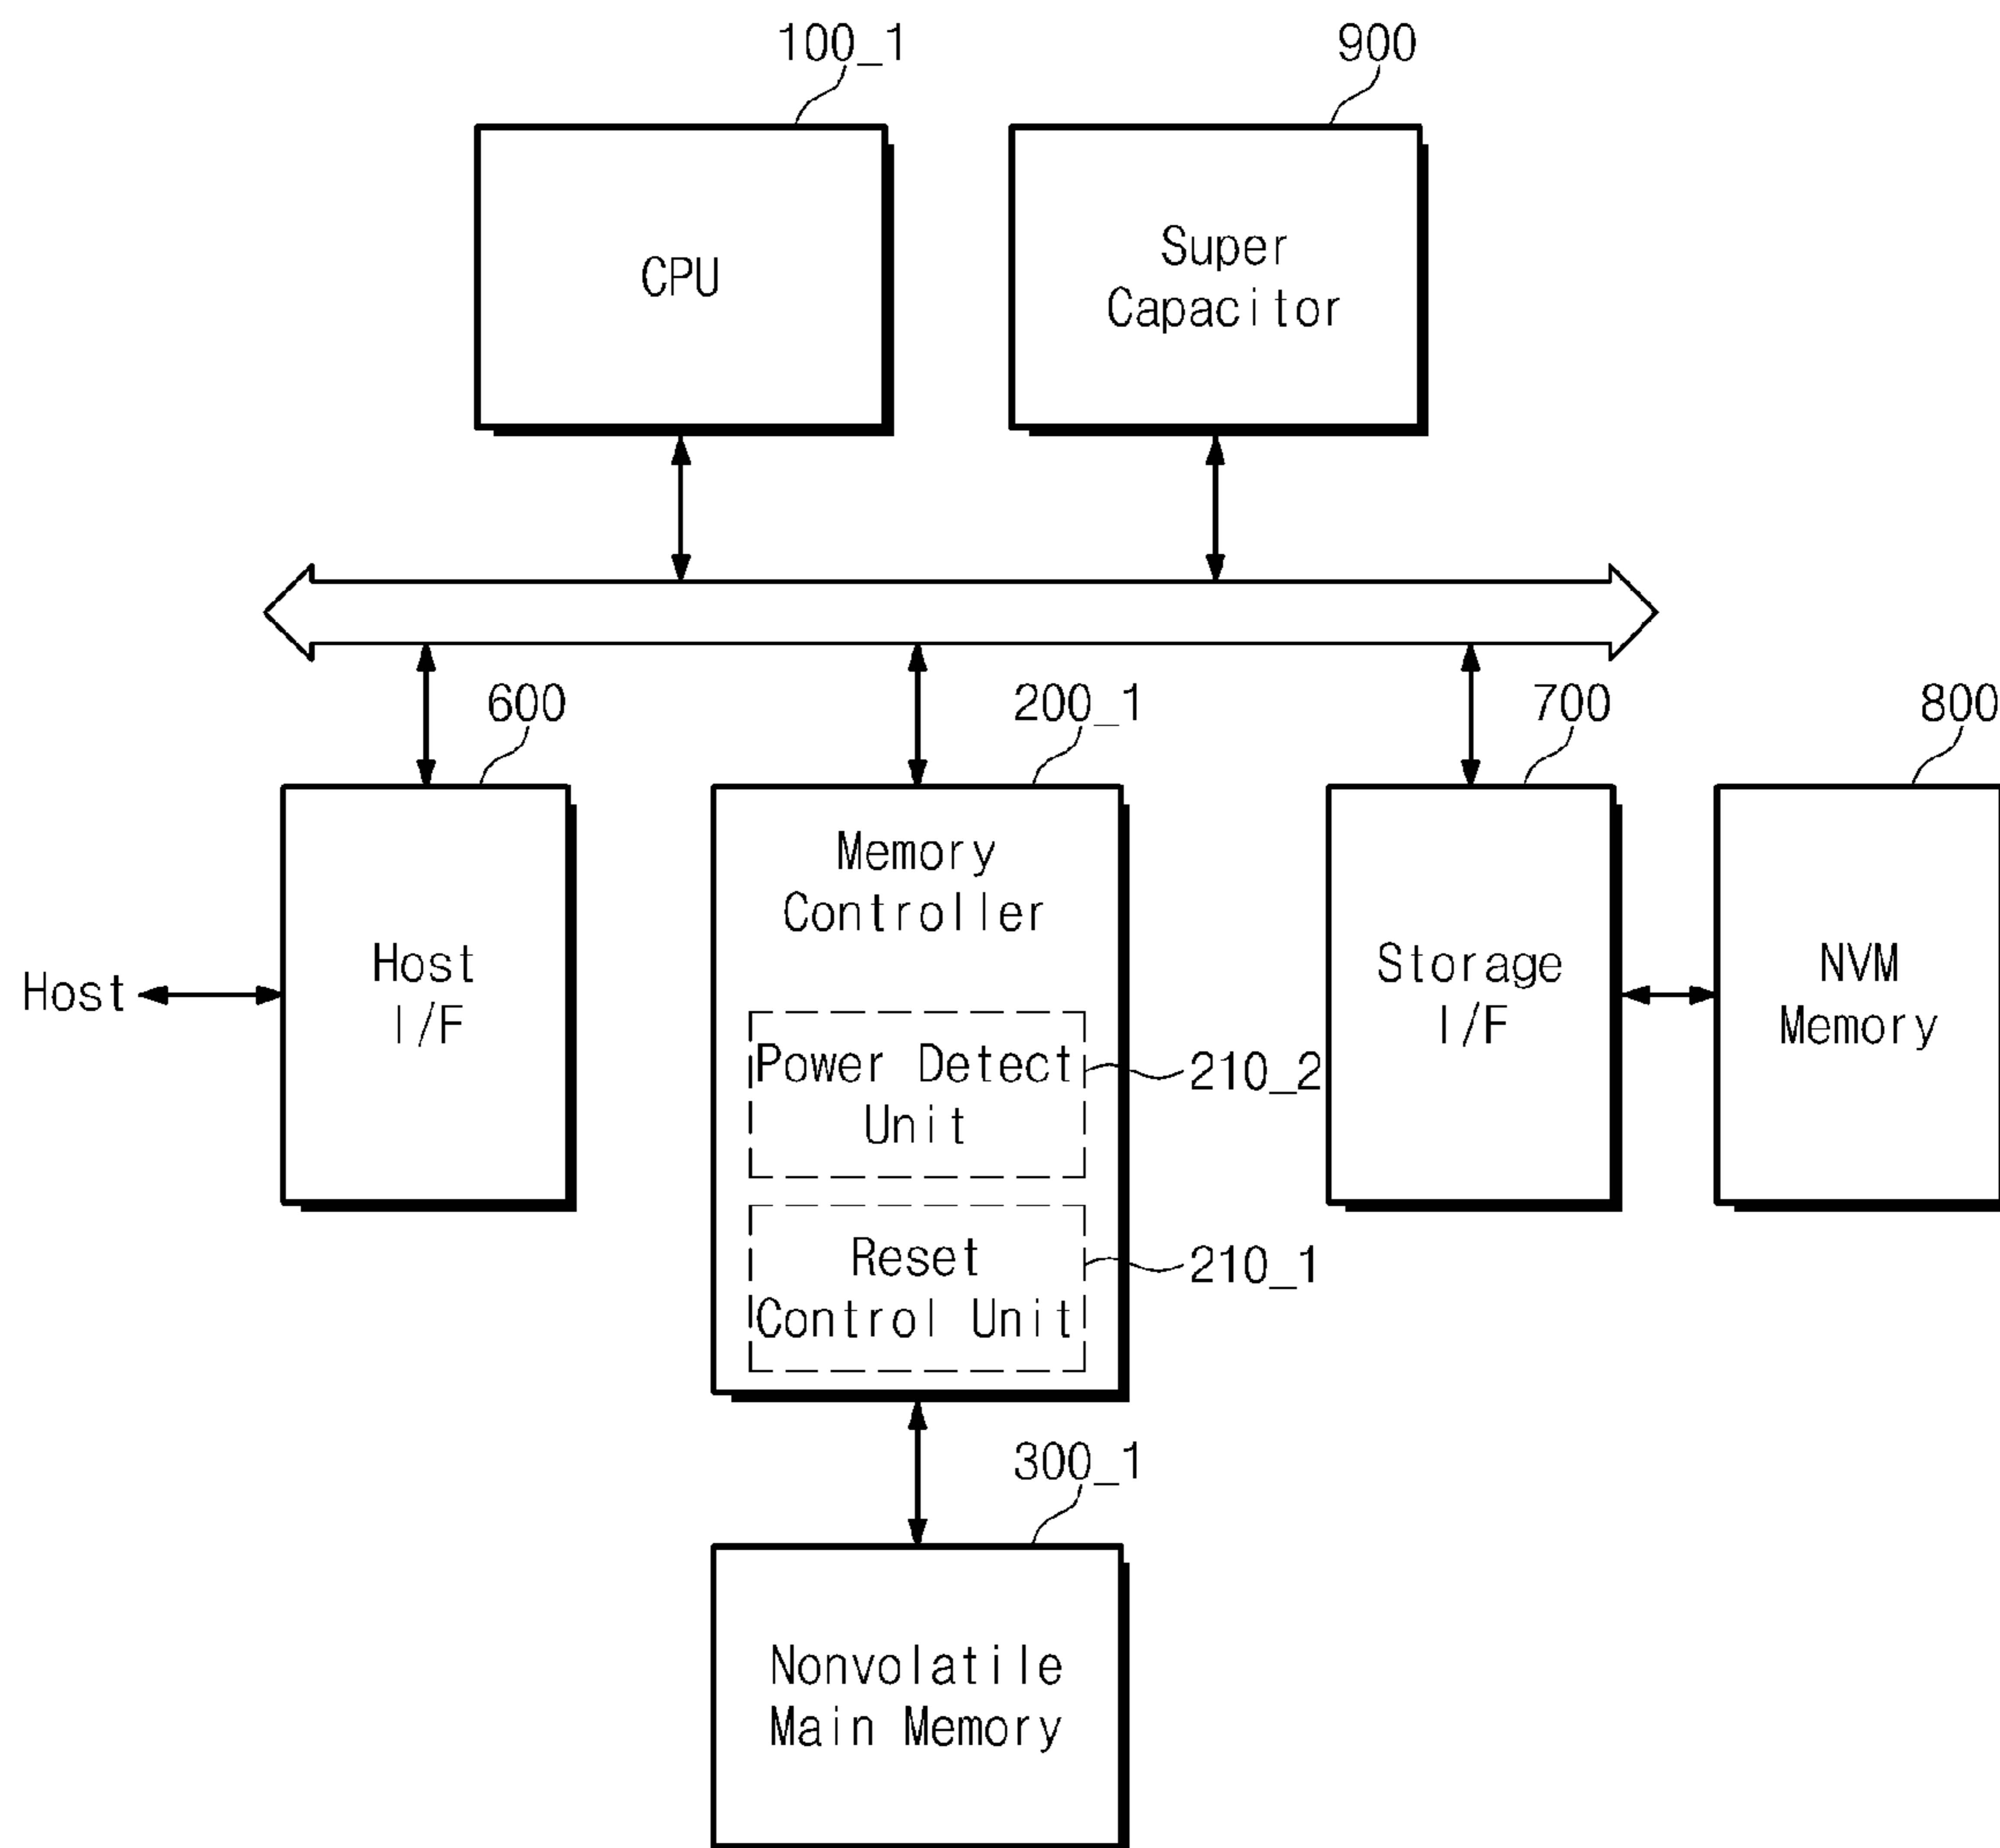 100_1
900
CPU
Super
Capacitor
600
200_1
700
800
Host
Host
I/F
Memory
Controller
Power Detect
Unit
210_2
Reset
Control Unit
210_1
Storage
I/F
NVM
Memory
300_1
Nonvolatile
Main Memory